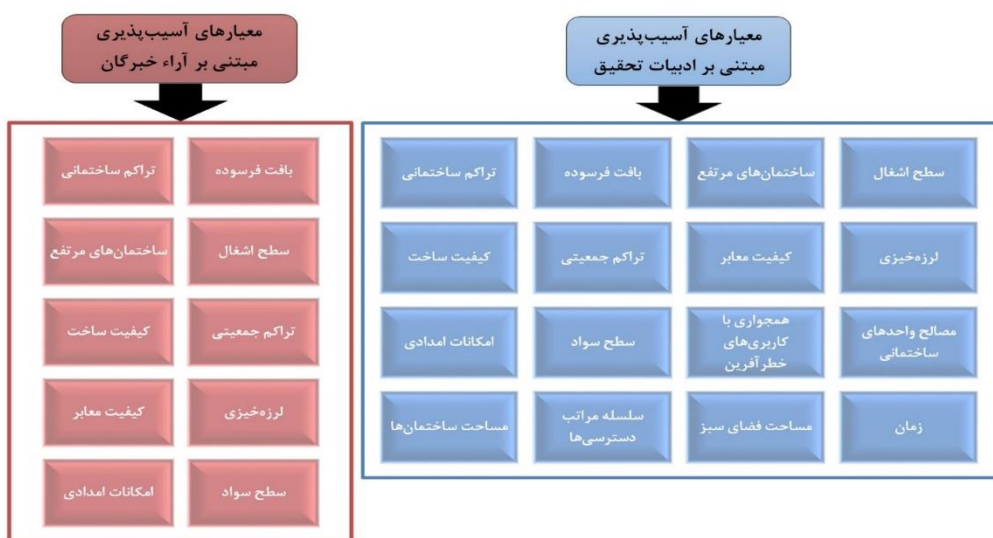 معیارهای آسیب‌پذیری
مبتنی بر ادبیات تحقیق
سطح اشغال
ساختمان‌های مرتفع
بافت فرسوده
تراکم ساختمانی
لرزه‌خیزی
کیفیت معابر
تراکم جمعیتی
کیفیت ساخت
مصالح واحدهای
ساختمانی
همجواری با
کاربری‌های
خطرآفرین
سطح سواد
امکانات امدادی
زمان
مساحت فضای سبز
سلسله مراتب
دسترسی‌ها
مساحت ساختمان‌ها
معیارهای آسیب‌پذیری
مبتنی بر آراء خبرگان
بافت فرسوده
تراکم ساختمانی
سطح اشغال
ساختمان‌های مرتفع
تراکم جمعیتی
کیفیت ساخت
لرزه‌خیزی
کیفیت معابر
سطح سواد
امکانات امدادی